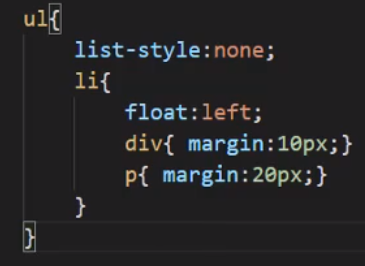 ul{
list-style:none;
li{
float:left;
div{ margin:10px;}
p{ margin:20px;}
}
}